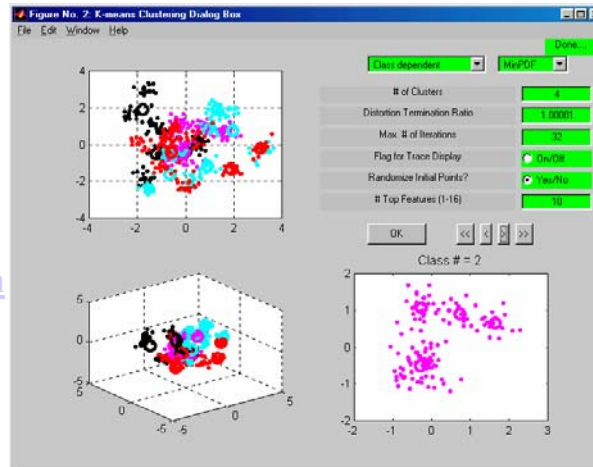 Figure No. 2: K-means Clustering Dialog Box
File Edit Window Help
Done...
Class dependent
MinPDF
# of Clusters 4
Distortion Termination Ratio 1.00001
Max. # of Iterations 32
Flag for Trace Display On/Off
Randomize Initial Points? Yes/No
# Top Features (1-16) 10
OK << < > >>
4
2
0
-2
-4
-4 -2 0 2 4
Class # = 2
5
0
-5
5
0
-5 -5
0
5
2
1
0
-1
-2
-2 -1 0 1 2 3